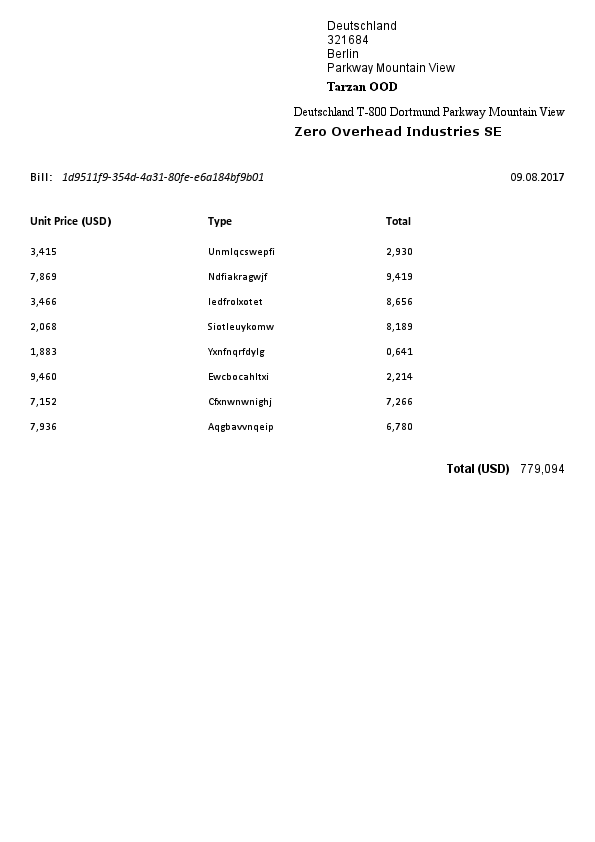 Deutschland
321684
Berlin
Parkway Mountain View
Tarzan OOD
Deutschland T-800 Dortmund Parkway Mountain View
Zero Overhead Industries SE
Bill: 1d9511f9-354d-4a31-80fe-e6a184bf9b01 09.08.2017
Unit Price (USD) Type Total
3,415 Unmlqcswepfi 2,930
7,869 Ndfiakragwjf 9,419
3,466 Iedfrolxotet 8,656
2,068 Siotleuykomw 8,189
1,883 Yxnfnqrfdylg 0,641
9,460 Ewcbocahltxi 2,214
7,152 Cfxnwnwnighj 7,266
7,936 Aqgbavvnqeip 6,780
Total (USD) 779,094